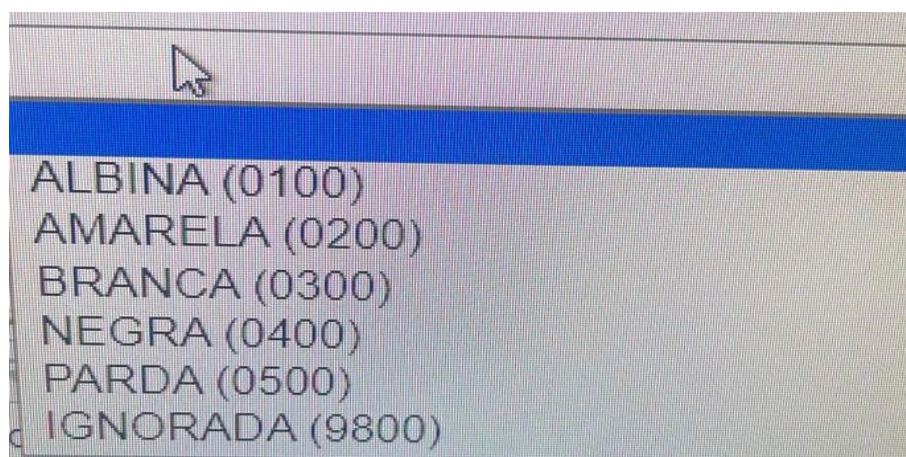 ALBINA (0100)
AMARELA (0200)
BRANCA (0300)
NEGRA (0400)
PARDA (0500)
IGNORADA (9800)